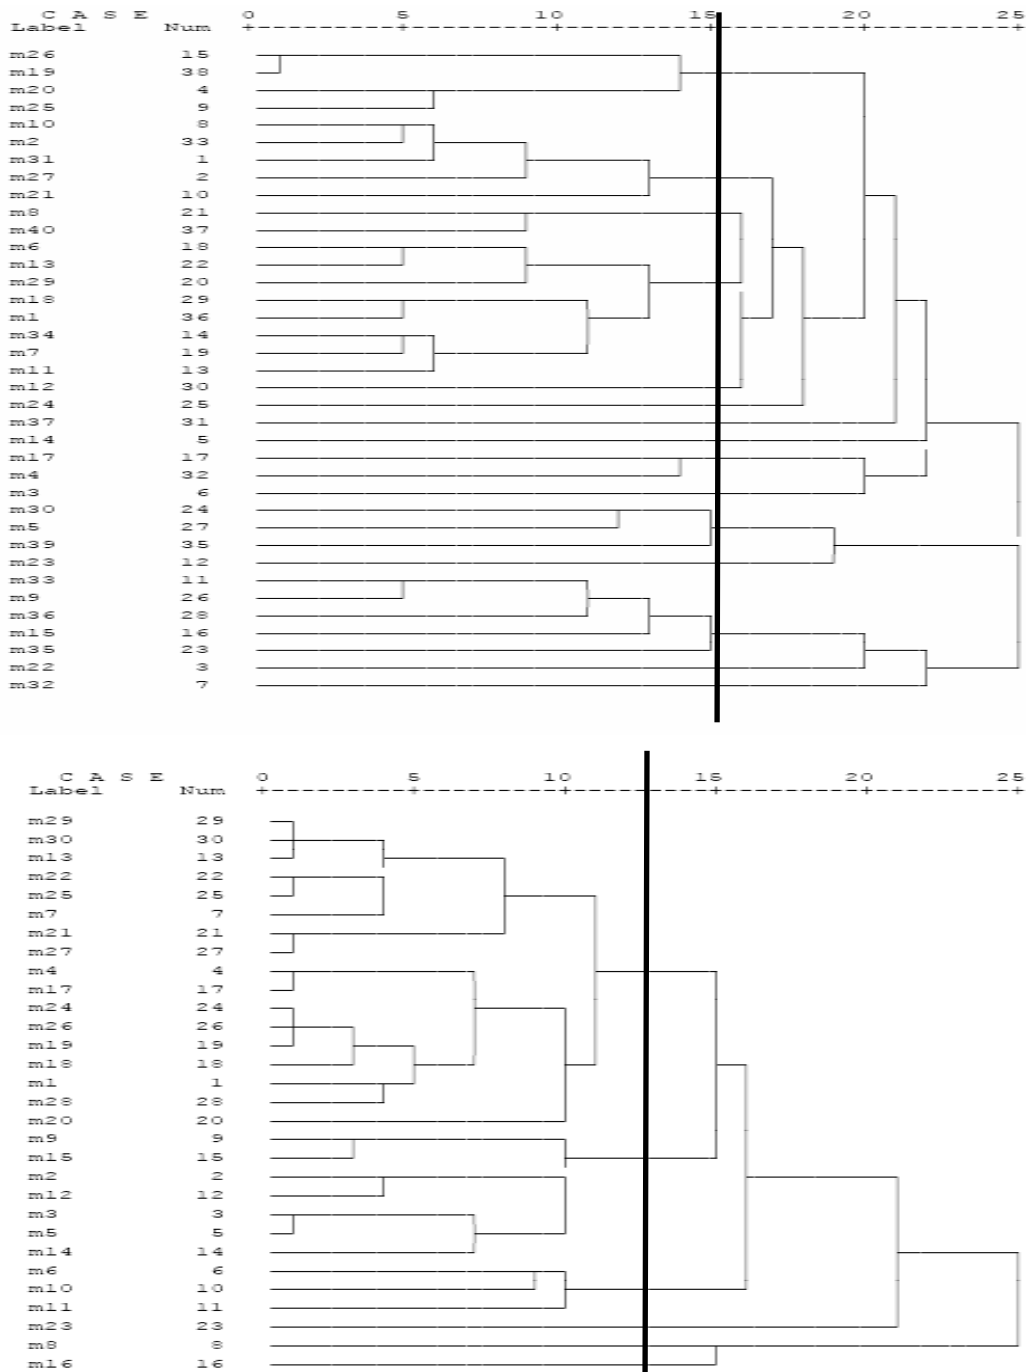 C A S E 0 5 10 15 20 25
Label Num
m26 15
m19 38
m20 4
m25 9
m10 8
m2 33
m31 1
m27 2
m21 10
m8 21
m40 37
m6 18
m13 22
m29 20
m18 29
m1 36
m34 14
m7 19
m11 13
m12 30
m24 25
m37 31
m14 5
m17 17
m4 32
m3 6
m30 24
m5 27
m39 35
m23 12
m33 11
m9 26
m36 28
m15 16
m35 23
m22 3
m32 7
C A S E 0 5 10 15 20 25
Label Num
m29 29
m30 30
m13 13
m22 22
m25 25
m7 7
m21 21
m27 27
m4 4
m17 17
m24 24
m26 26
m19 19
m18 18
m1 1
m28 28
m20 20
m9 9
m15 15
m2 2
m12 12
m3 3
m5 5
m14 14
m6 6
m10 10
m11 11
m23 23
m8 8
m16 16